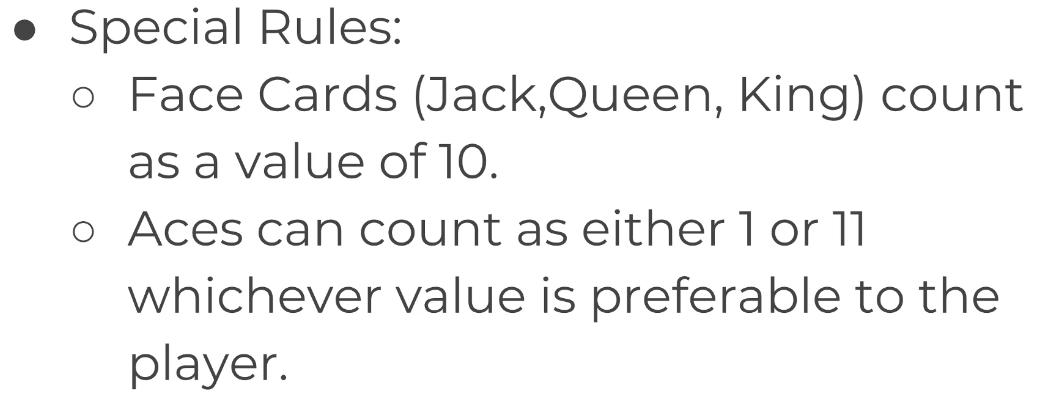 ● Special Rules:
○ Face Cards (Jack,Queen, King) count
as a value of 10.
○ Aces can count as either 1 or 11
whichever value is preferable to the
player.